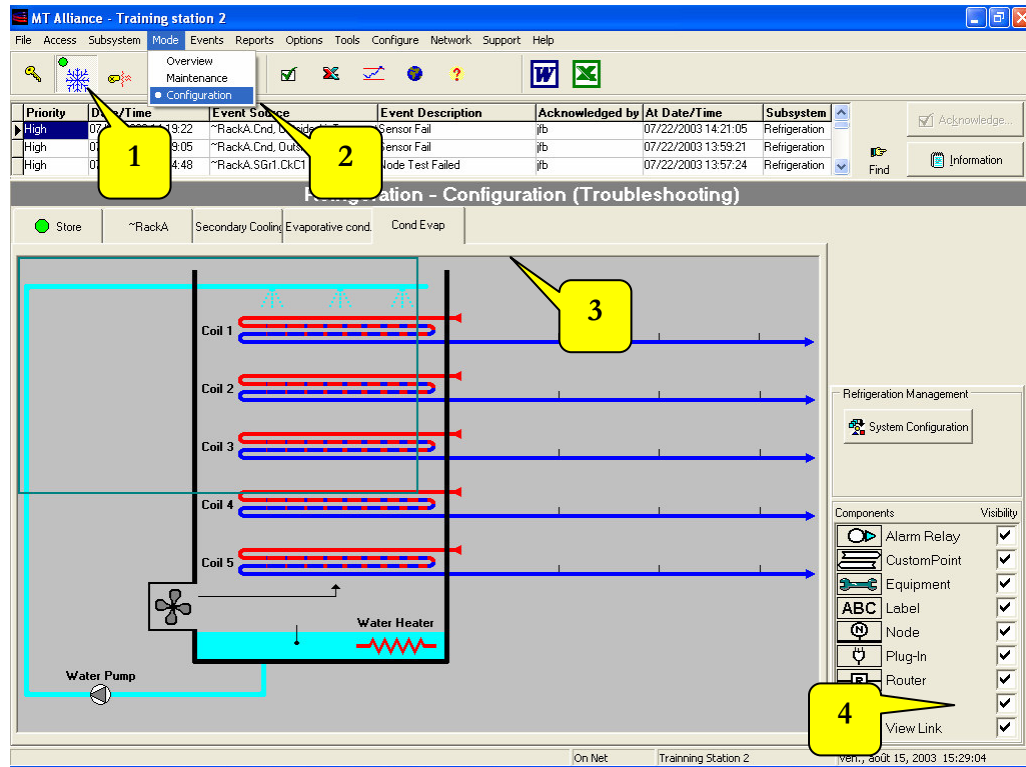 MT Alliance - Training station 2
File Access Subsystem Mode Events Reports Options Tools Configure Network Support Help
Overview
Maintenance
Configuration
Priority Event Source Event Description Acknowledged by At Date/Time Subsystem
High ~RackA.Cnd, Sensor Fail jfb 07/22/2003 14:21:05 Refrigeration
High ~RackA.Cnd, Sensor Fail jfb 07/22/2003 13:59:21 Refrigeration
High ~RackA.SGr1.CkC1 Node Test Failed jfb 07/22/2003 13:57:24 Refrigeration
Acknowledge...
Find
Information
1
2
- Configuration (Troubleshooting)
Store ~RackA Secondary Cooling Evaporative cond. Cond Evap
3
Coil 1
Coil 2
Coil 3
Coil 4
Coil 5
Water Heater
Water Pump
Refrigeration Management
System Configuration
Components Visibility
Alarm Relay
CustomPoint
Equipment
ABC Label
N Node
Plug-In
R Router
4
View Link
On Net Trainning Station 2 ven., août 15, 2003 15:29:04